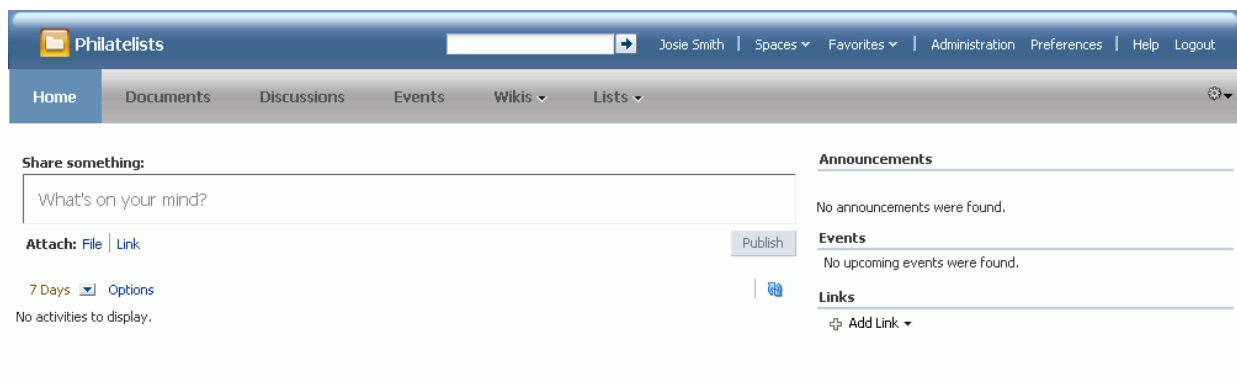 Philatelists
Josie Smith | Spaces Favorites | Administration Preferences | Help Logout
Home Documents Discussions Events Wikis Lists
Share something:
What's on your mind?
Attach: File | Link
Publish
7 Days Options
No activities to display.
Announcements
No announcements were found.
Events
No upcoming events were found.
Links
Add Link